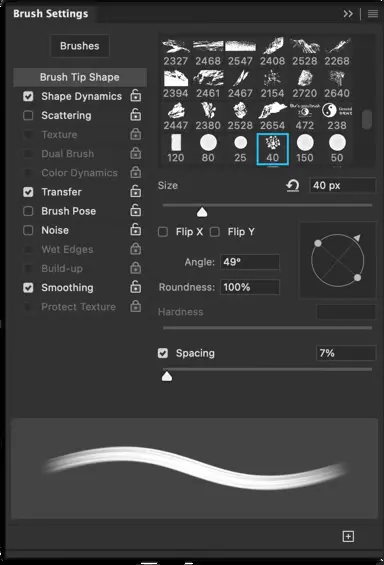 Brush Settings
Brushes
Brush Tip Shape
Shape Dynamics
Scattering
Texture
Dual Brush
Color Dynamics
Transfer
Brush Pose
Noise
Wet Edges
Build-up
Smoothing
Protect Texture
2327 2468 2547 2408 2528 2268
2394 2461 2467 2154 2720 2640
2447 2380 2528 2654 472 238
120 80 25 40 150 50
Size 40 px
Flip X Flip Y
Angle: 49°
Roundness: 100%
Hardness
Spacing 7%